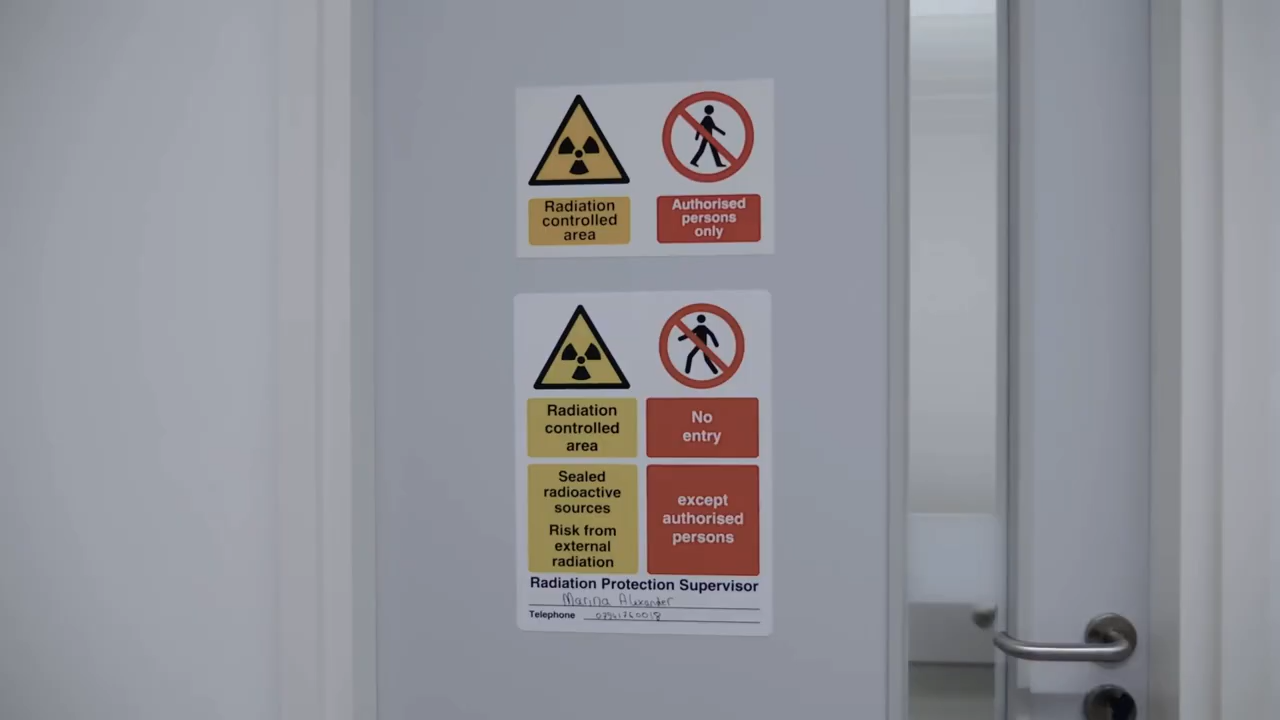 Radiation
controlled
area
Authorised
persons
only
Radiation
controlled
area
No
entry
Sealed
radioactive
sources
Risk from
external
radiation
except
authorised
persons
Radiation Protection Supervisor
Marina Alexander
Telephone